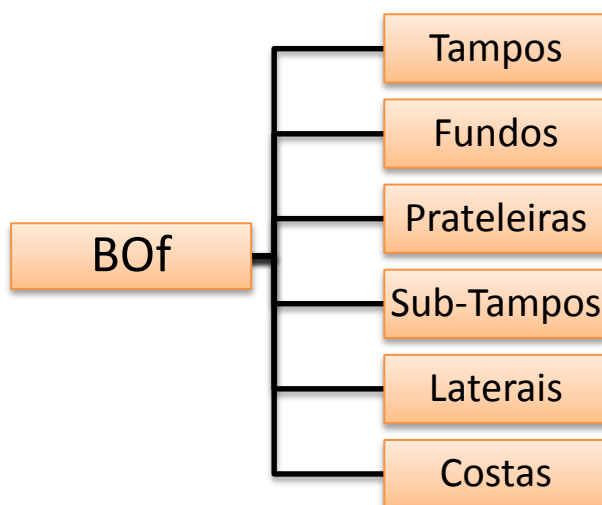 BOf
Tampos
Fundos
Prateleiras
Sub-Tampos
Laterais
Costas